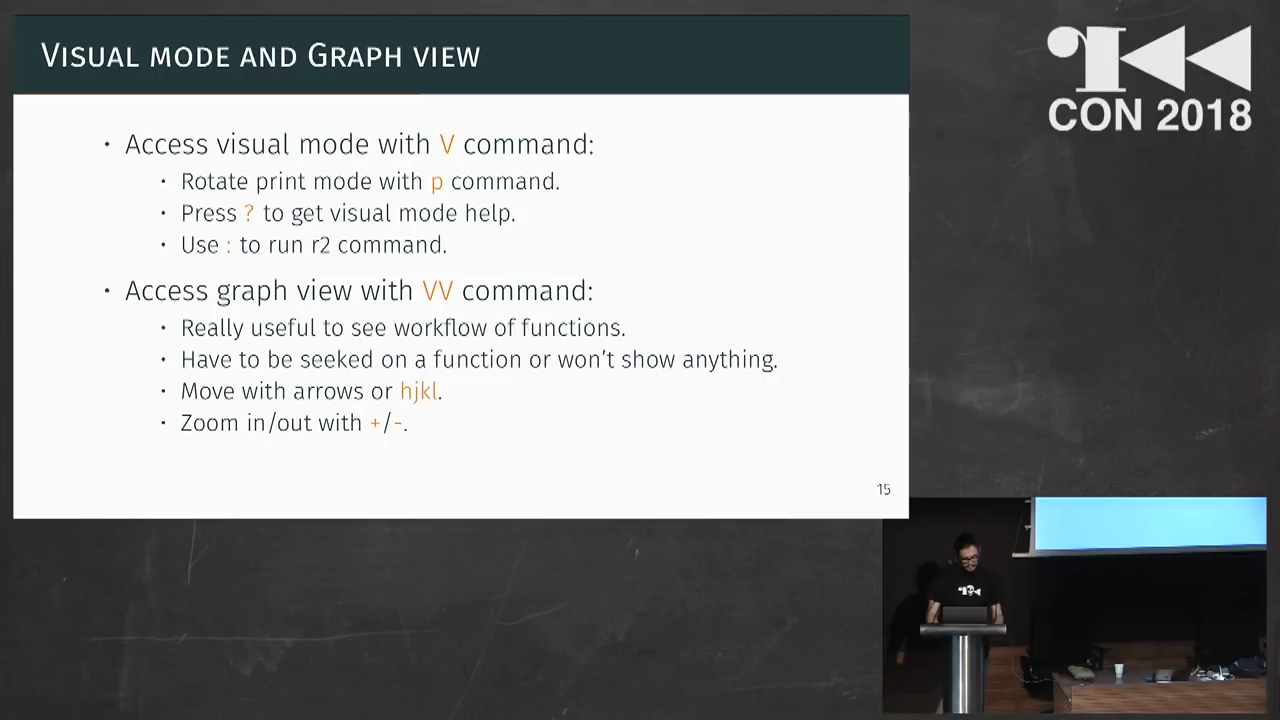 Visual mode and Graph view
• Access visual mode with V command:
• Rotate print mode with p command.
• Press ? to get visual mode help.
• Use : to run r2 command.
• Access graph view with VV command:
• Really useful to see workflow of functions.
• Have to be seeked on a function or won't show anything.
• Move with arrows or hjkl.
• Zoom in/out with +/-.
15
CON 2018